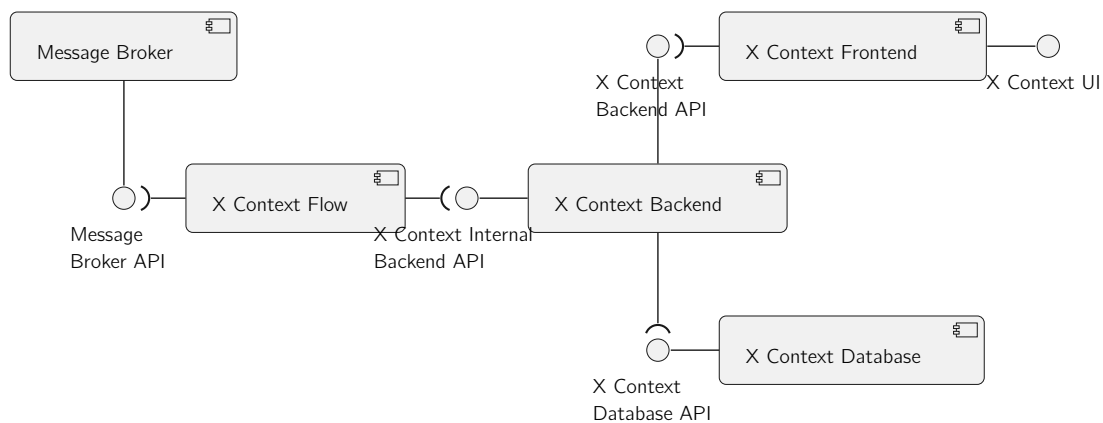 Message Broker
X Context Frontend
X Context
Backend API
X Context UI
X Context Flow
X Context Backend
Message
Broker API
X Context Internal
Backend API
X Context Database
X Context
Database API